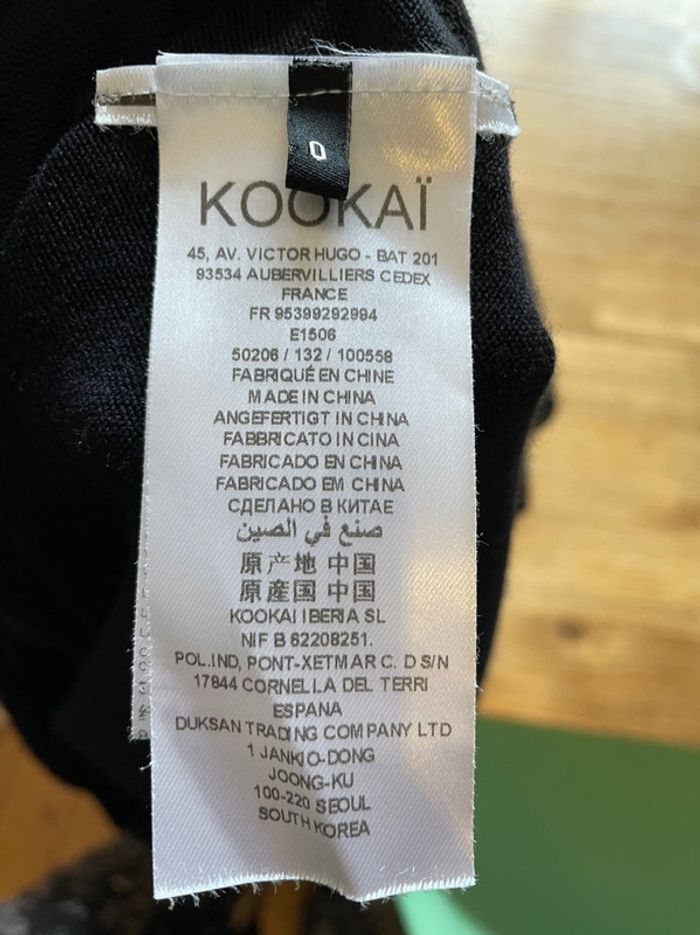 0
KOOKAÏ
45, AV. VICTOR HUGO - BAT 201
93534 AUBERVILLIERS CEDEX
FRANCE
FR 95399292994
E1506
50206 / 132 / 100558
FABRIQUÉ EN CHINE
MADE IN CHINA
ANGEFERTIGT IN CHINA
FABBRICATO IN CINA
FABRICADO EN CHINA
FABRICADO EM CHINA
СДЕЛАНО В КИТАЕ
صنع في الصين
原产地 中国
原産国 中国
KOOKAI IBERIA SL
NIF B 62208251.
POL.IND, PONT-XETMAR C. D S/N
17844 CORNELLA DEL TERRI
ESPANA
DUKSAN TRADING COMPANY LTD
1 JANKIO-DONG
JOONG-KU
100-220 SEOUL
SOUTH KOREA